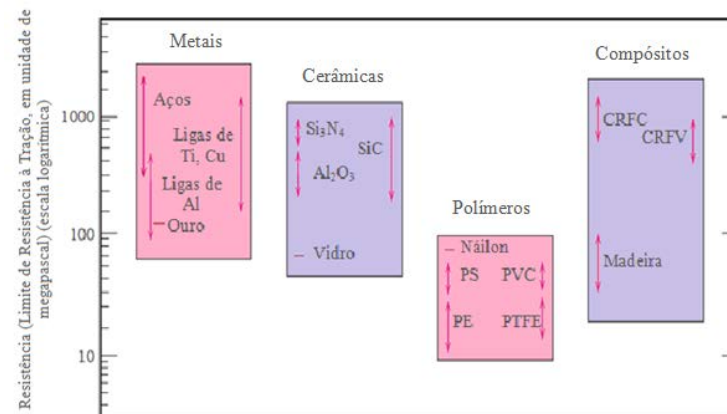 Resistência (Limite de Resistência à Tração, em unidade de
megapascal) (escala logarítmica)
1000
100
10
Metais
Aços
Ligas de
Ti, Cu
Ligas de
Al
Ouro
Cerâmicas
Si₃N₄
SiC
Al₂O₃
Vidro
Polímeros
Náilon
PS
PVC
PE
PTFE
Compósitos
CRFC
CRFV
Madeira